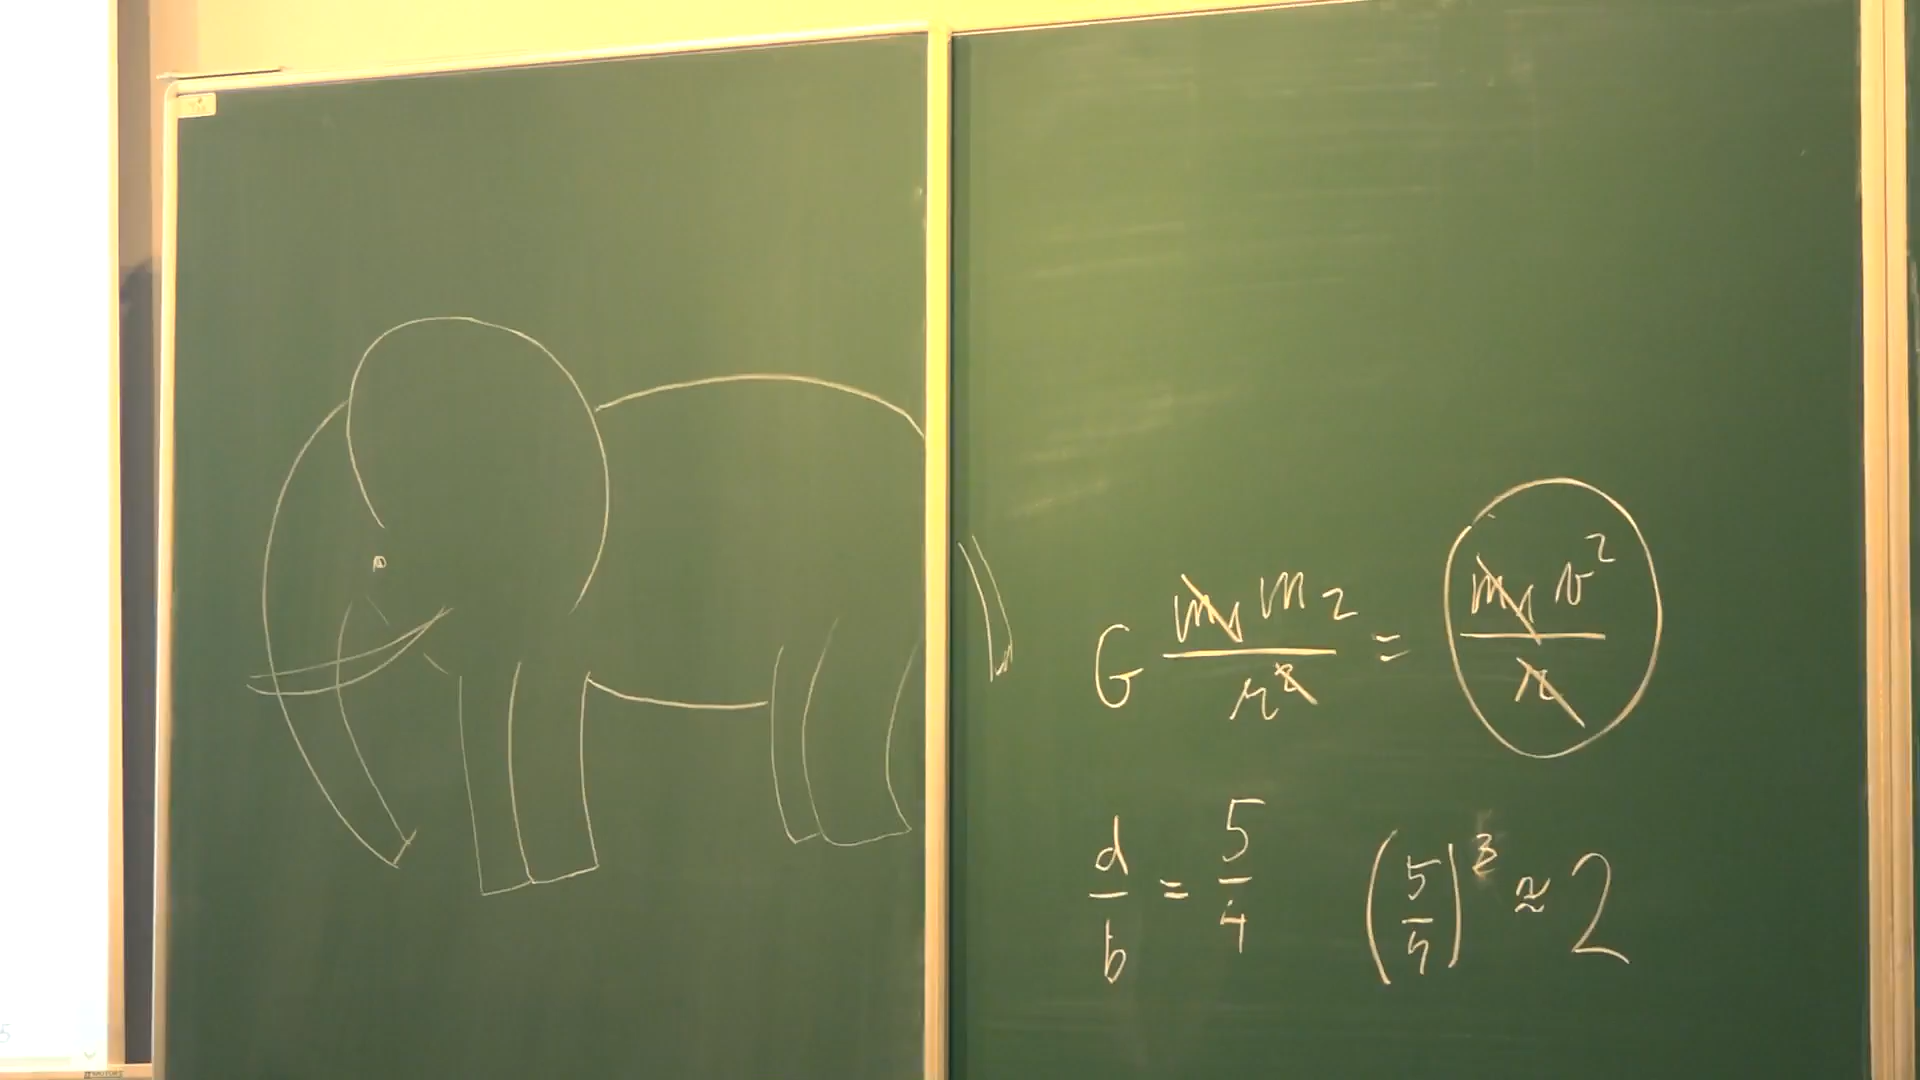 G m₁ m₂ / r² = m₁ v² / r
d/b = 5/4 (5/4)³ ≈ 2